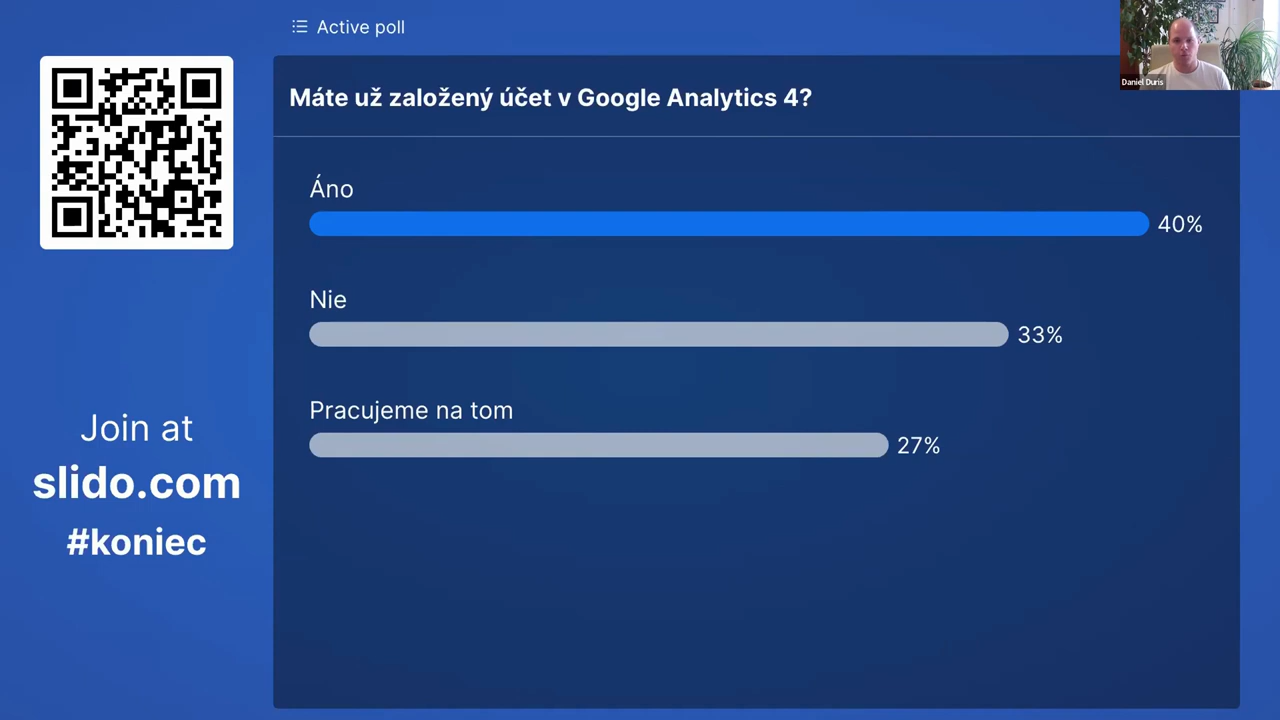 Active poll
Daniel Duris
Máte už založený účet v Google Analytics 4?
Áno
40%
Nie
33%
Pracujeme na tom
27%
Join at
slido.com
#koniec